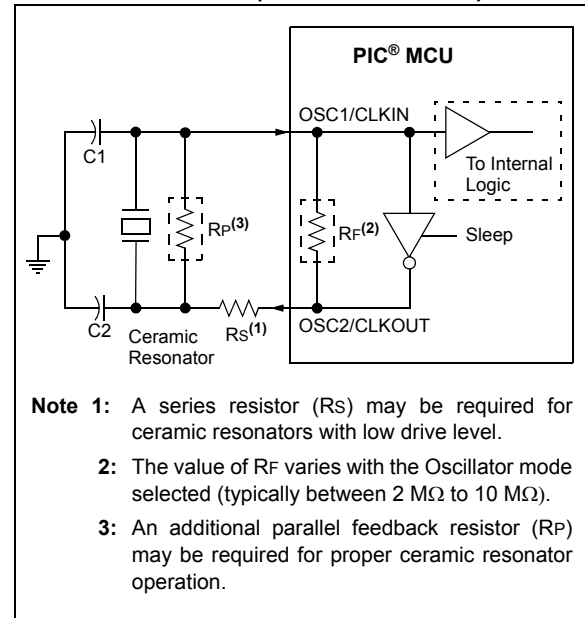 PIC® MCU
OSC1/CLKIN
C1
To Internal
Logic
RP(3)
RF(2)
Sleep
C2
Ceramic
Resonator
RS(1)
OSC2/CLKOUT
Note 1: A series resistor (RS) may be required for
ceramic resonators with low drive level.
2: The value of RF varies with the Oscillator mode
selected (typically between 2 MΩ to 10 MΩ).
3: An additional parallel feedback resistor (RP)
may be required for proper ceramic resonator
operation.